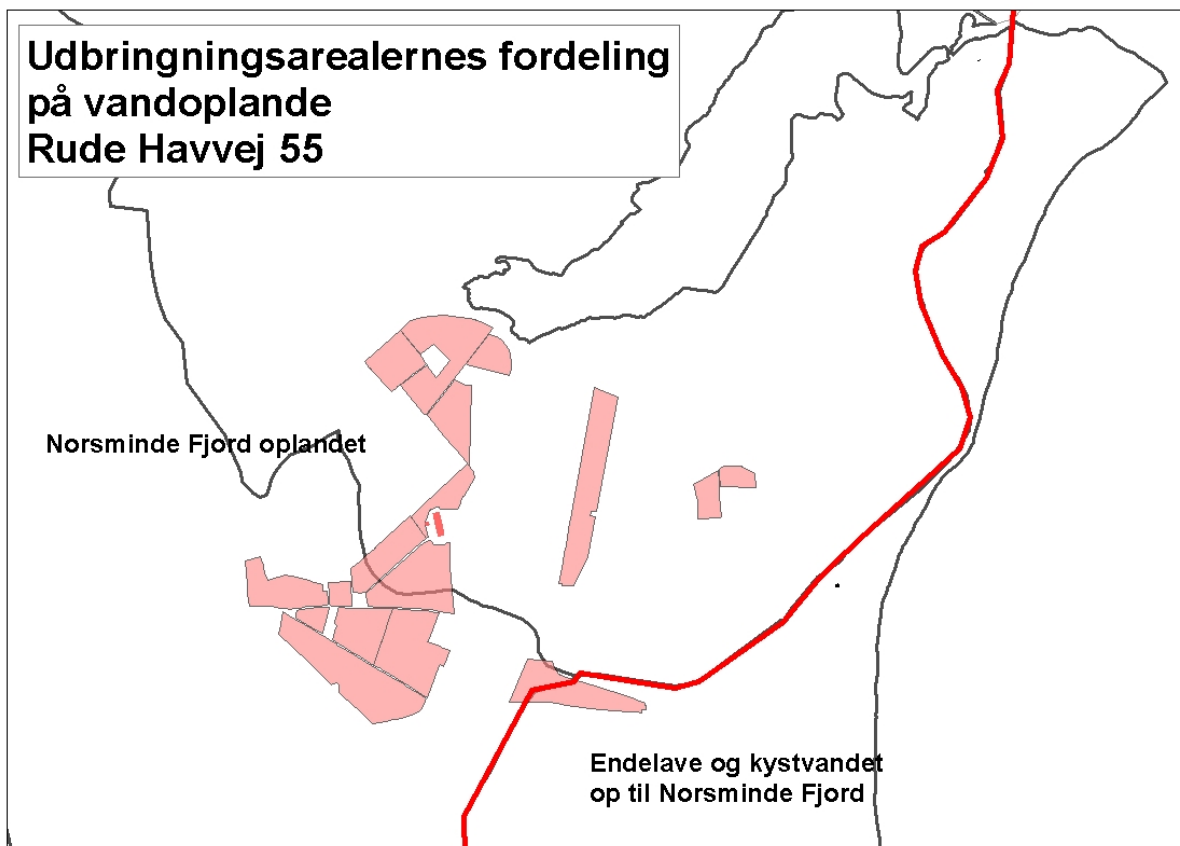 Udbringningsarealernes fordeling
på vandoplande
Rude Havvej 55
Norsminde Fjord oplandet
Endelave og kystvandet
op til Norsminde Fjord